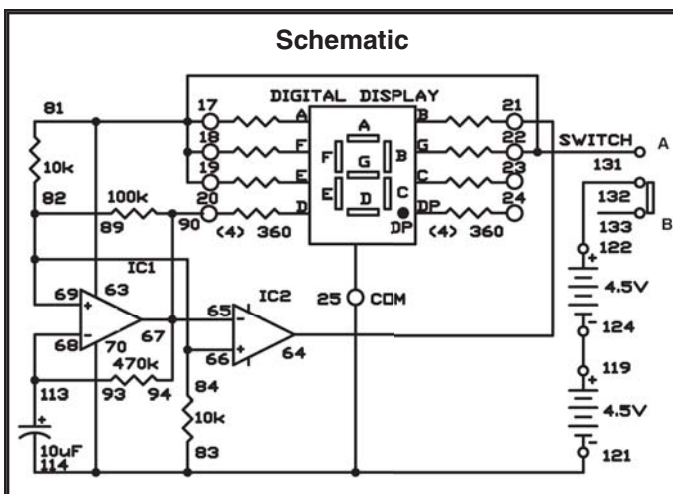 Schematic
DIGITAL DISPLAY
81 17 A A B 21
18 F F B G 22 SWITCH A
10k 19 E G C 23 131
82 100k 20 D E D C DP 24 132
89 90 (4) 360 DP (4) 360 133 B
IC1 122
69 + 63 IC2 25 COM + 4.5V
68 - 67 65 - - 124
70 66 + 64 119
470k + 4.5V
113 93 94 84 -
+ 10k 121
10uF 83
114